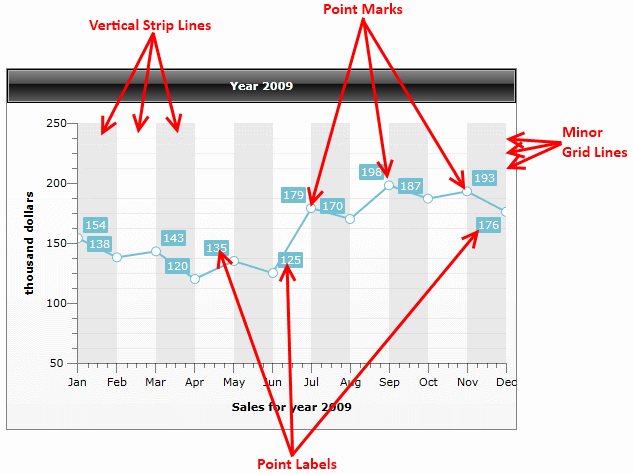 Point Marks
Vertical Strip Lines
Year 2009
250
Minor
Grid Lines
200
198
187
193
179
170
176
thousand dollars
154
138
143
120
135
125
150
100
50
Jan Feb Mar Apr May Jun Jul Aug Sep Oct Nov Dec
Sales for year 2009
Point Labels